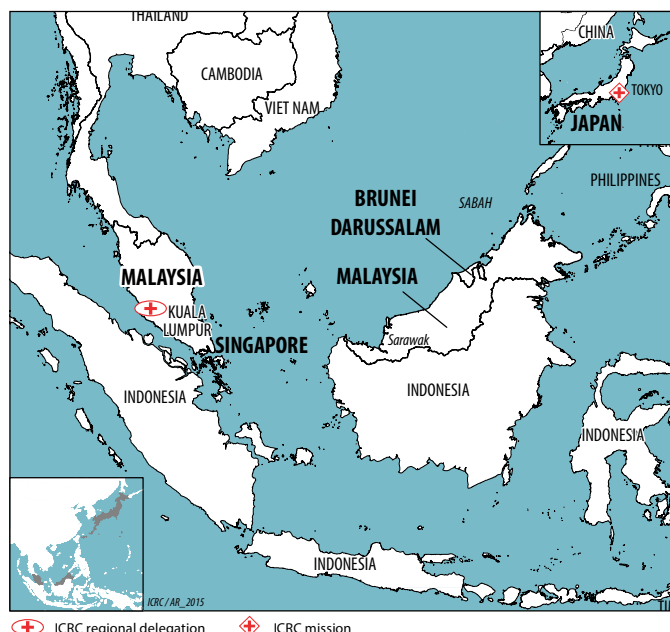 THAILAND
CHINA
CAMBODIA
TOKYO
VIET NAM
JAPAN
PHILIPPINES
BRUNEI
DARUSSALAM
SABAH
MALAYSIA
MALAYSIA
KUALA
LUMPUR
SINGAPORE
Sarawak
INDONESIA
INDONESIA
INDONESIA
INDONESIA
ICRC / AR_2015
ICRC regional delegation
ICRC mission